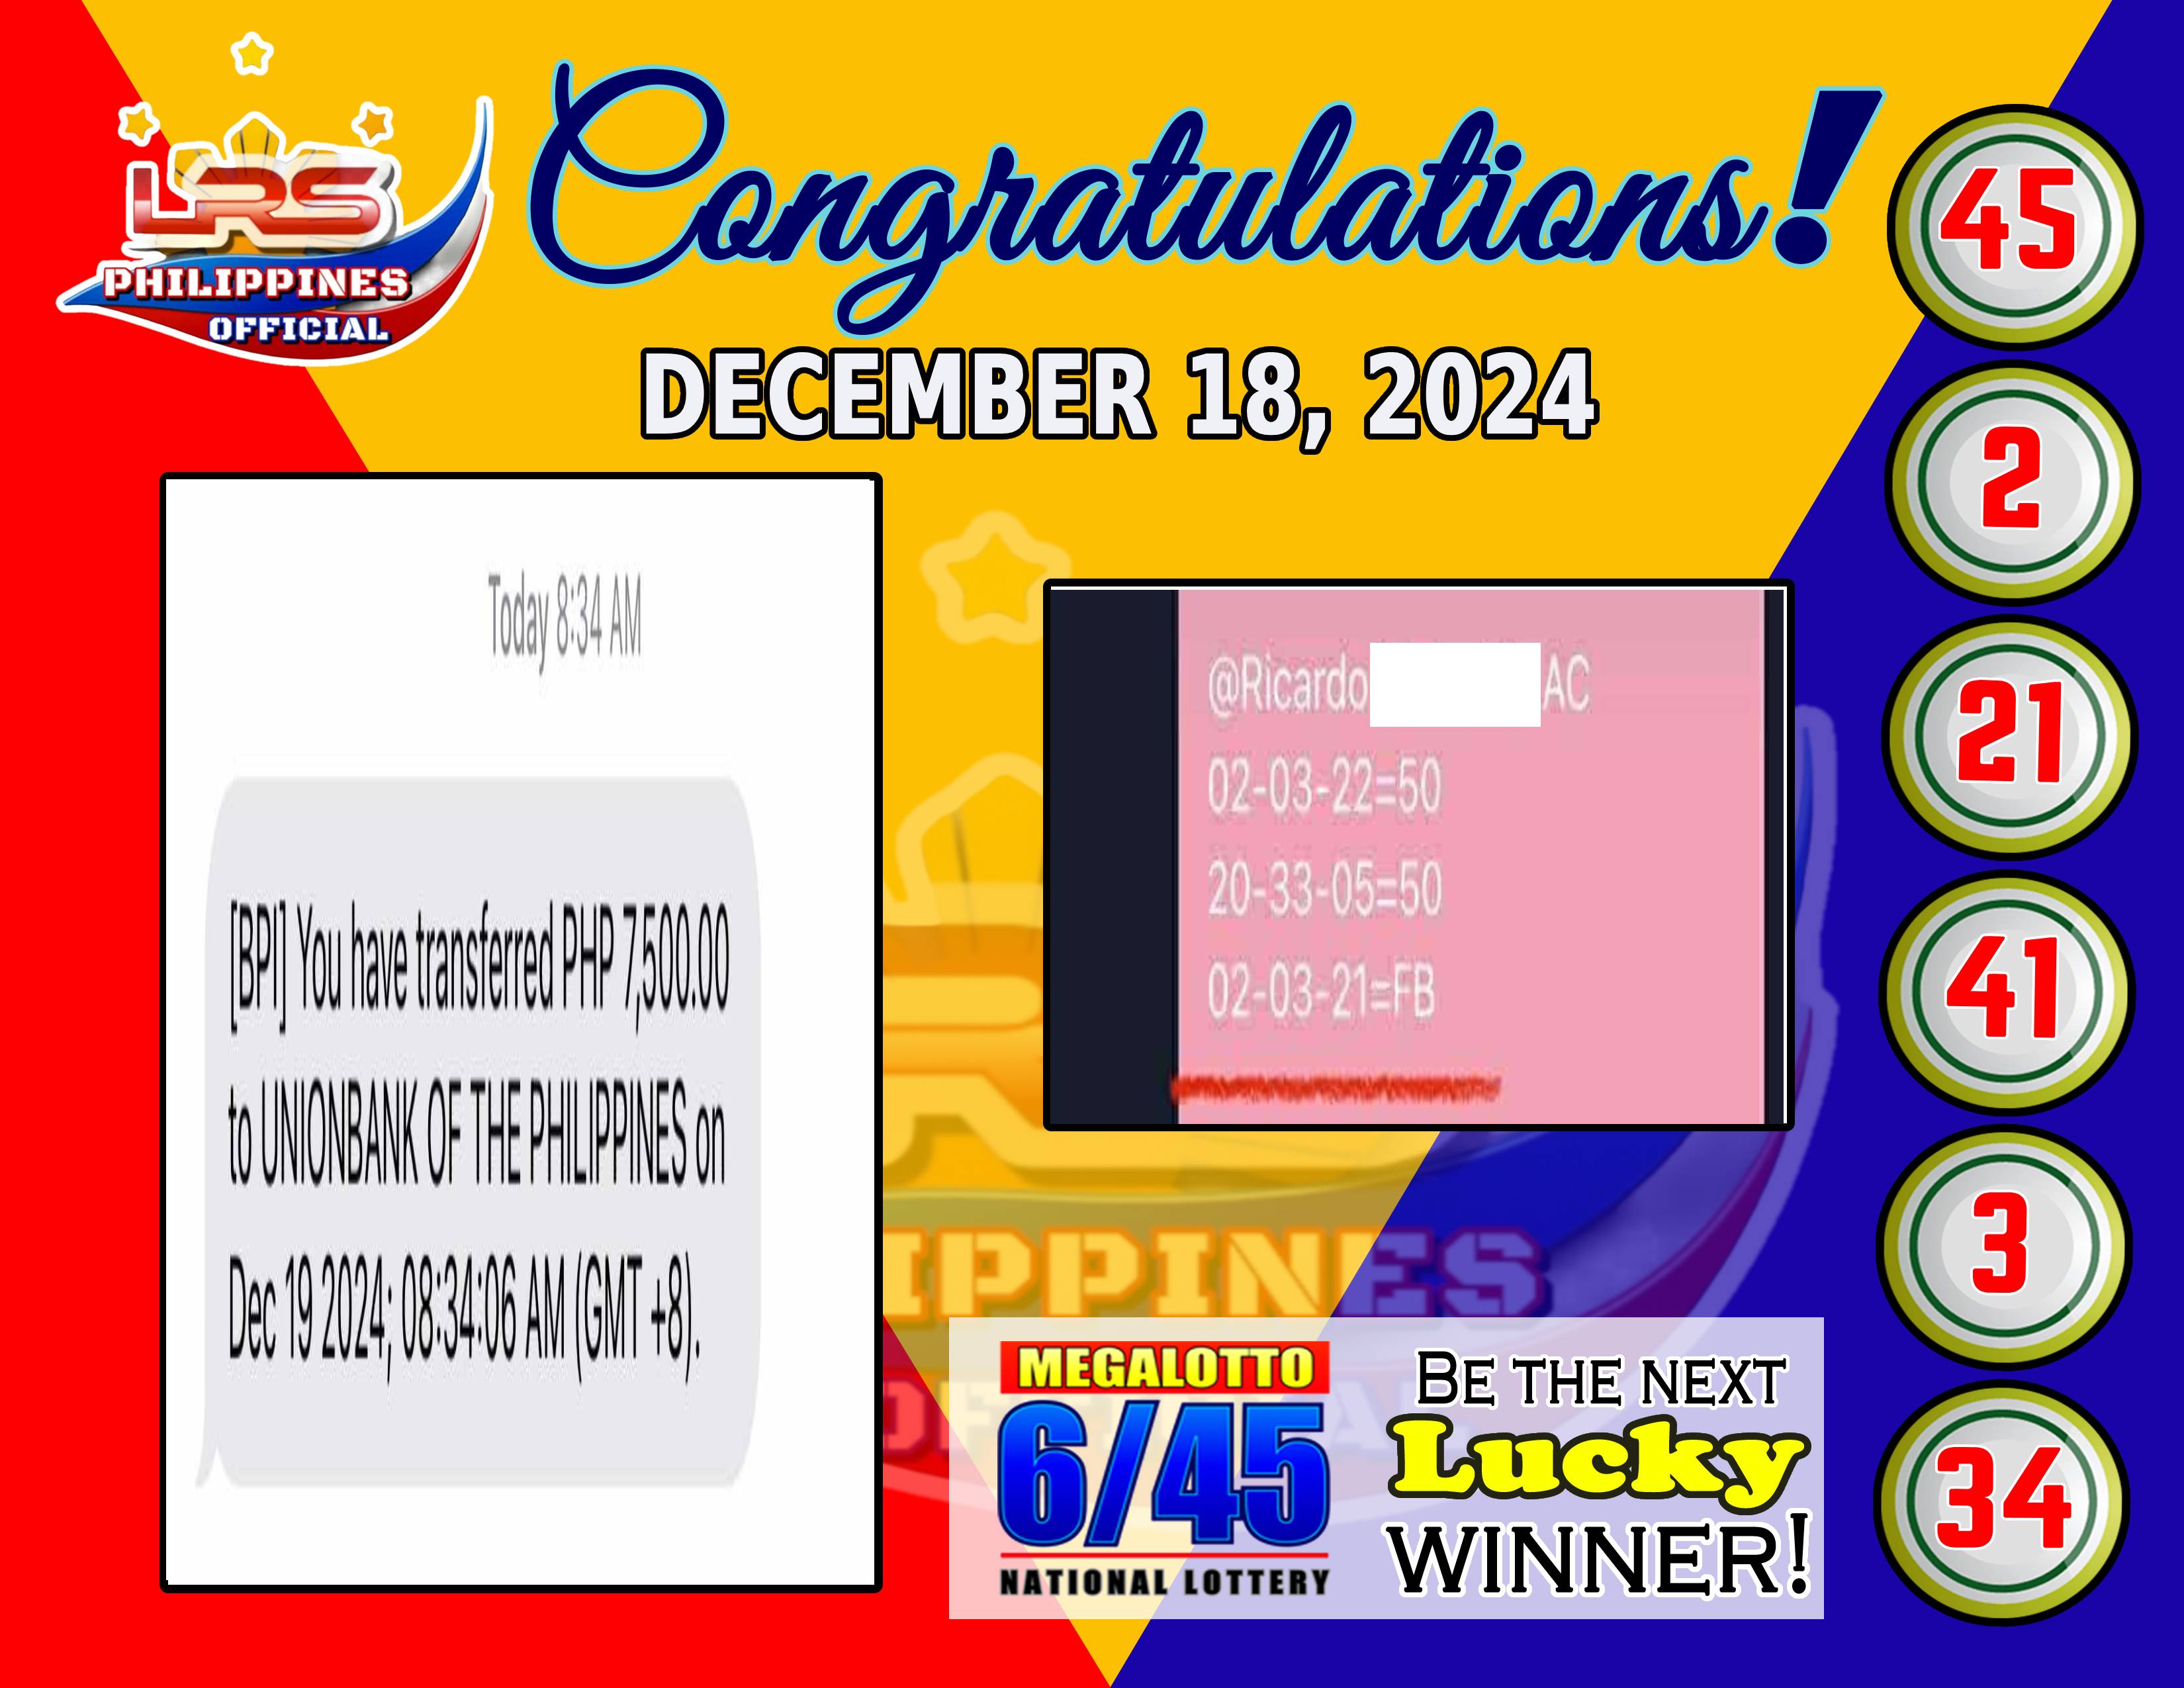 LRS
PHILIPPINES
OFFICIAL
Congratulations!
DECEMBER 18, 2024
Today 8:34 AM
[BPI] You have transferred PHP 7,500.00
to UNIONBANK OF THE PHILIPPINES on
Dec 19 2024; 08:34:06 AM (GMT +8).
@Ricardo AC
02-03-22=50
20-33-05=50
02-03-21=FB
MEGALOTTO
6/45
NATIONAL LOTTERY
BE THE NEXT
Lucky
WINNER!
45
2
21
41
3
34